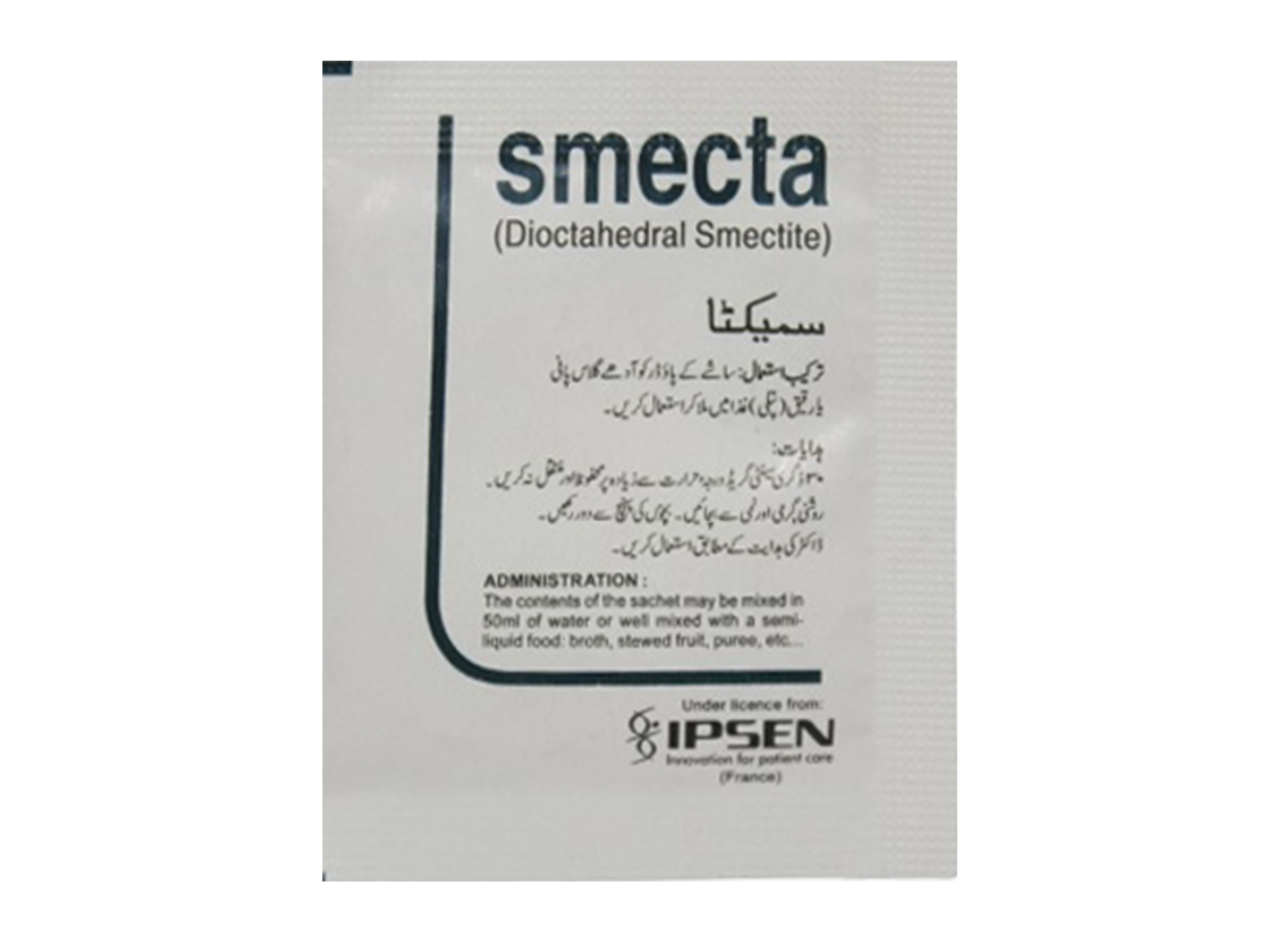 smecta
(Dioctahedral Smectite)
سمیکٹا
ترکیب استعمال: ساشے کے پاؤڈر کو آدھے گلاس پانی
یا رقیق (پتلی) غذا میں ملا کر استعمال کریں۔
ہدایات:
۳۰ ڈگری سینٹی گریڈ درجہ حرارت سے زیادہ پر محفوظ اور منتقل نہ کریں۔
روشنی، گرمی اور نمی سے بچائیں۔ بچوں کی پہنچ سے دور رکھیں۔
ڈاکٹر کی ہدایت کے مطابق استعمال کریں۔
ADMINISTRATION :
The contents of the sachet may be mixed in
50ml of water or well mixed with a semi-
liquid food: broth, stewed fruit, puree, etc...
Under licence from:
IPSEN
Innovation for patient care
(France)